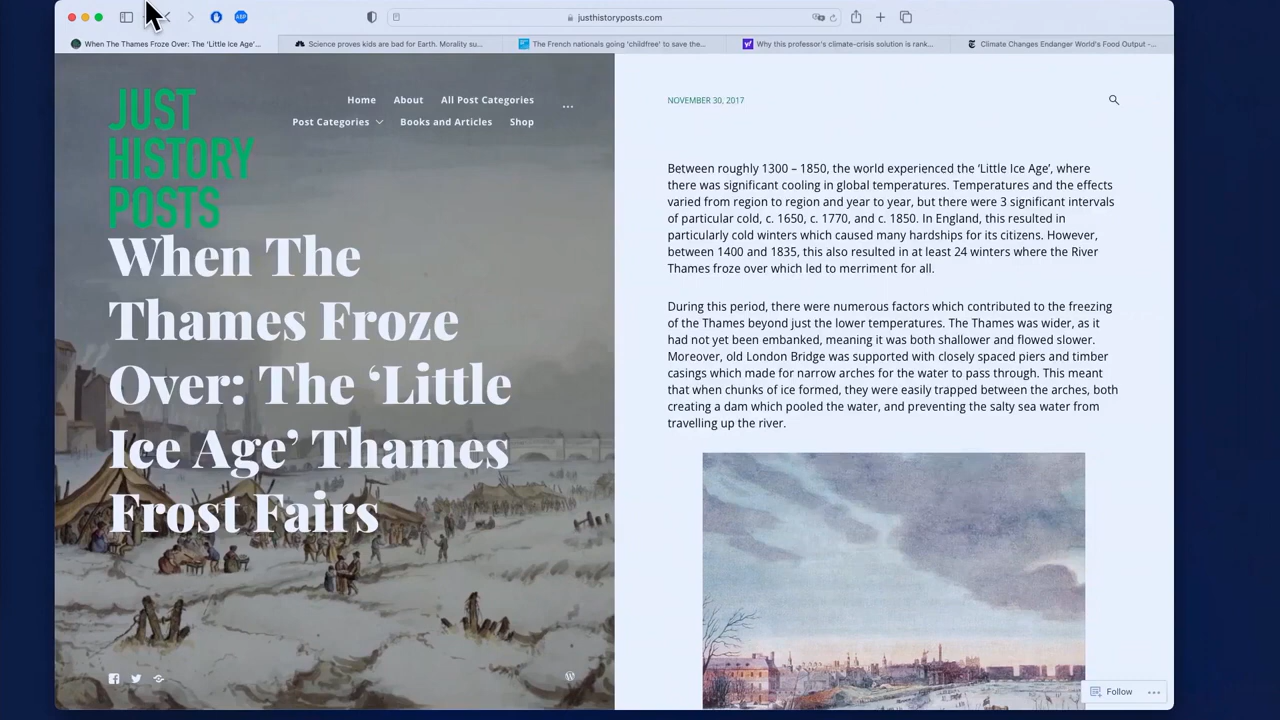 justhistoryposts.com
When The Thames Froze Over: The 'Little Ice Age'...
Science proves kids are bad for Earth. Morality su...
The French nationals going 'childfree' to save the...
Why this professor's climate-crisis solution is rank...
Climate Changes Endanger World's Food Output -...
ABP
JUST
HISTORY
POSTS
Home About All Post Categories ...
Post Categories Books and Articles Shop
When The
Thames Froze
Over: The ‘Little
Ice Age’ Thames
Frost Fairs
NOVEMBER 30, 2017
Between roughly 1300 – 1850, the world experienced the ‘Little Ice Age’, where
there was significant cooling in global temperatures. Temperatures and the effects
varied from region to region and year to year, but there were 3 significant intervals
of particular cold, c. 1650, c. 1770, and c. 1850. In England, this resulted in
particularly cold winters which caused many hardships for its citizens. However,
between 1400 and 1835, this also resulted in at least 24 winters where the River
Thames froze over which led to merriment for all.
During this period, there were numerous factors which contributed to the freezing
of the Thames beyond just the lower temperatures. The Thames was wider, as it
had not yet been embanked, meaning it was both shallower and flowed slower.
Moreover, old London Bridge was supported with closely spaced piers and timber
casings which made for narrow arches for the water to pass through. This meant
that when chunks of ice formed, they were easily trapped between the arches, both
creating a dam which pooled the water, and preventing the salty sea water from
travelling up the river.
Follow